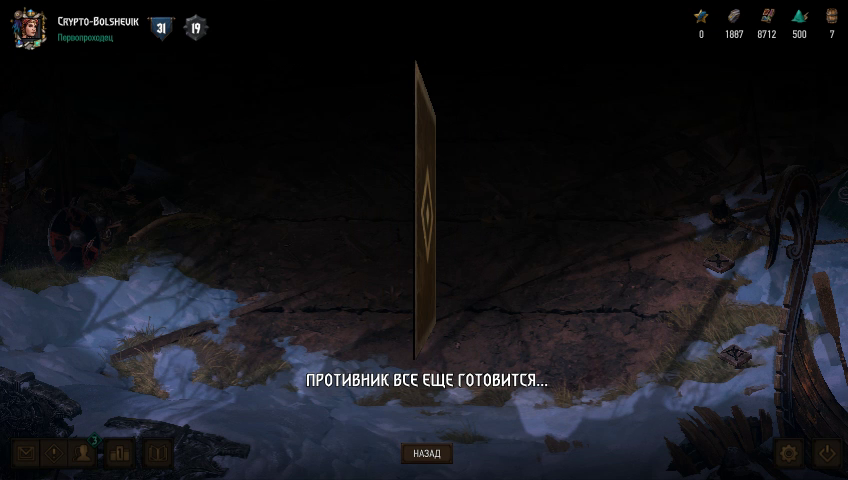 Crypto-Bolshevik
Первопроходец
31
19
0
1887
8712
500
7
ПРОТИВНИК ВСЕ ЕЩЕ ГОТОВИТСЯ...
3
НАЗАД